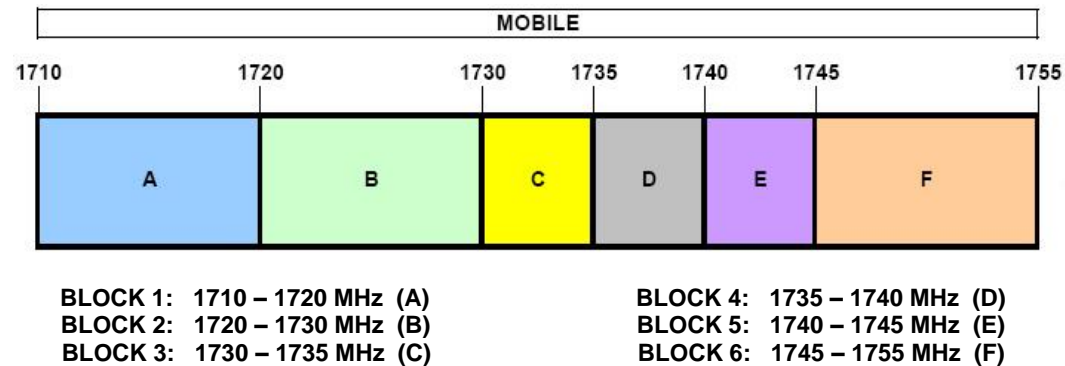 MOBILE
1710 1720 1730 1735 1740 1745 1755
A B C D E F
BLOCK 1: 1710 – 1720 MHz (A)
BLOCK 2: 1720 – 1730 MHz (B)
BLOCK 3: 1730 – 1735 MHz (C)
BLOCK 4: 1735 – 1740 MHz (D)
BLOCK 5: 1740 – 1745 MHz (E)
BLOCK 6: 1745 – 1755 MHz (F)